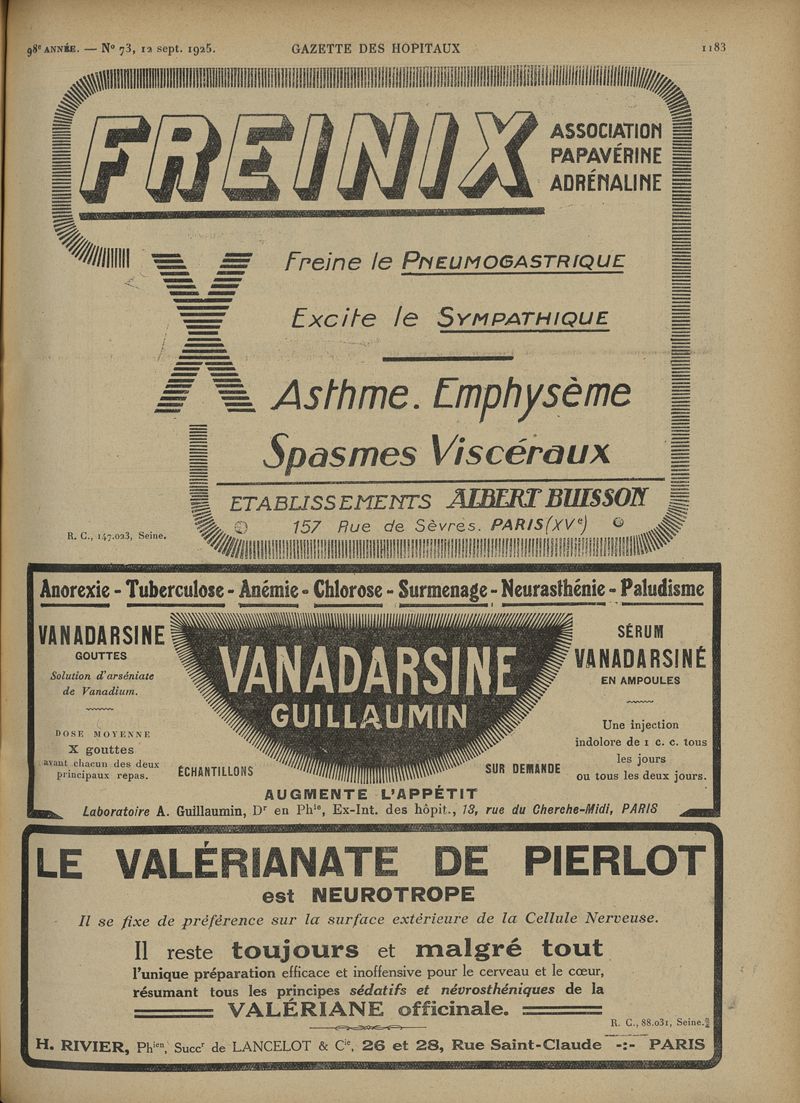 98e ANNÉE. — No 73, 12 sept. 1925.
GAZETTE DES HOPITAUX
1183
FREINIX
ASSOCIATION
PAPAVÉRINE
ADRÉNALINE
X
Freine le PNEUMOGASTRIQUE
Excite le SYMPATHIQUE
Asthme. Emphysème
Spasmes Viscéraux
ETABLISSEMENTS ALBERT BUISSON
157 Rue de Sèvres. PARIS (XVe)
R. C., 147.023, Seine.
Anorexie - Tuberculose - Anémie - Chlorose - Surmenage - Neurasthénie - Paludisme
VANADARSINE
GOUTTES
Solution d'arséniate
de Vanadium.
DOSE MOYENNE
X gouttes
avant chacun des deux
principaux repas.
VANADARSINE
GUILLAUMIN
ÉCHANTILLONS
SUR DEMANDE
SÉRUM
VANADARSINÉ
EN AMPOULES
Une injection
indolore de 1 c. c. tous
les jours
ou tous les deux jours.
AUGMENTE L'APPÉTIT
Laboratoire A. Guillaumin, Dr en Phie, Ex-Int. des hôpit., 13, rue du Cherche-Midi, PARIS
LE VALÉRIANATE DE PIERLOT
est NEUROTROPE
Il se fixe de préférence sur la surface extérieure de la Cellule Nerveuse.
Il reste toujours et malgré tout
l'unique préparation efficace et inoffensive pour le cerveau et le cœur,
résumant tous les principes sédatifs et névrosthéniques de la
VALÉRIANE officinale.
R. C., 88.031, Seine.
H. RIVIER, Phien, Succr de LANCELOT & Cie, 26 et 28, Rue Saint-Claude -:- PARIS